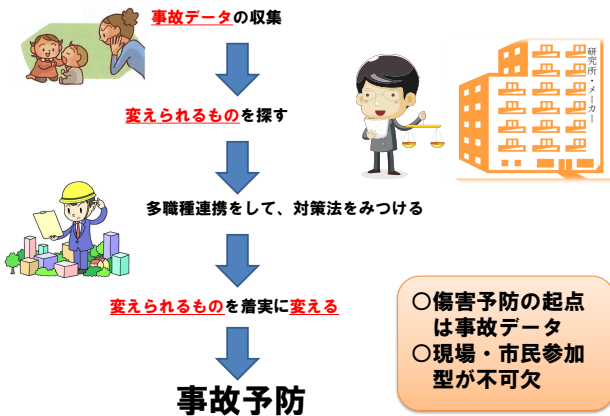 事故データの収集
変えられるものを探す
研究所・メーカー
多職種連携をして、対策法をみつける
変えられるものを着実に変える
事故予防
○傷害予防の起点
は事故データ
○現場・市民参加
型が不可欠